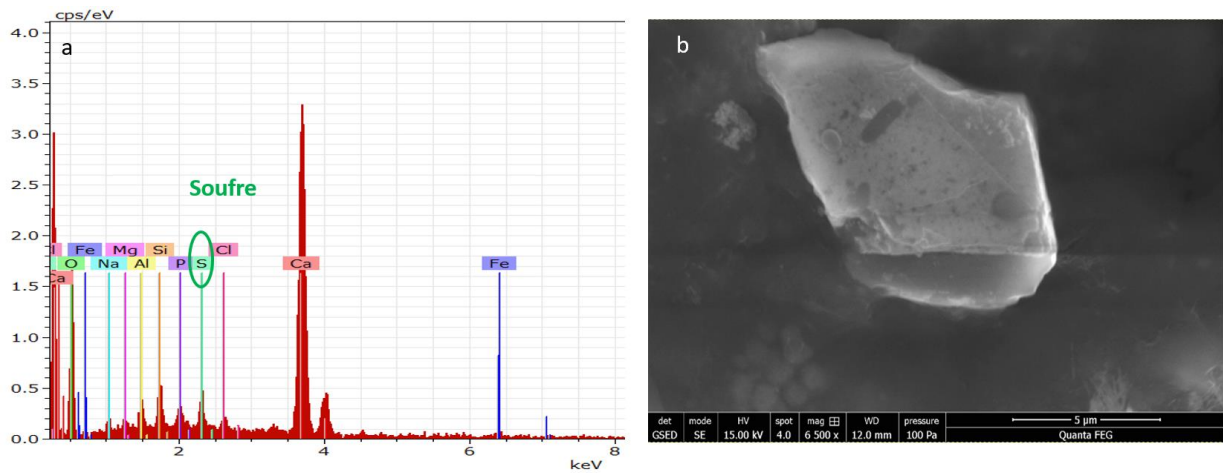 cps/eV
a
4.0
3.5
3.0
2.5
2.0
1.5
1.0
0.5
0.0
Soufre
Fe Mg Si Cl
O Na Al P S Ca Fe
Ca
2 4 6 8
keV
b
det mode HV spot mag WD pressure
GSED SE 15.00 kV 4.0 6 500 x 12.0 mm 100 Pa
5 µm
Quanta FEG